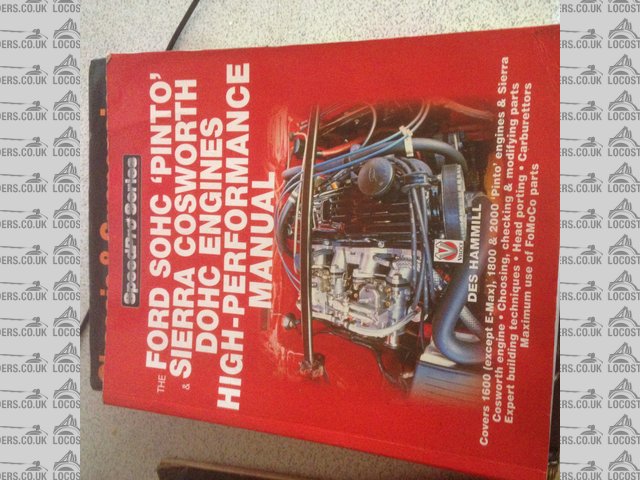 SpeedPro Series
THE FORD SOHC 'PINTO'
& SIERRA COSWORTH
DOHC ENGINES
HIGH-PERFORMANCE
MANUAL
DES HAMMILL
Covers 1600 (except E-Max), 1800 & 2000 'Pinto' engines & Sierra
Cosworth engine • Choosing, checking & modifying parts
Expert building techniques • Head porting • Carburettors
Maximum use of FoMoCo parts